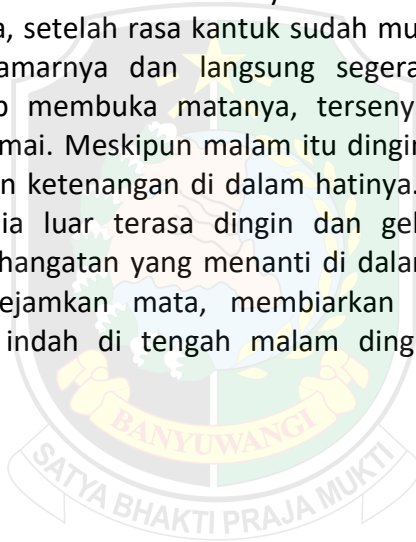 a, setelah rasa kantuk sudah mu
amarnya dan langsung segera
p membuka matanya, terseny
mai. Meskipun malam itu dingin
n ketenangan di dalam hatinya.
ia luar terasa dingin dan gel
hangatan yang menanti di dalam
ejamkan mata, membiarkan
indah di tengah malam ding
BANYUWANGI
SATYA BHAKTI PRAJA MUKTI